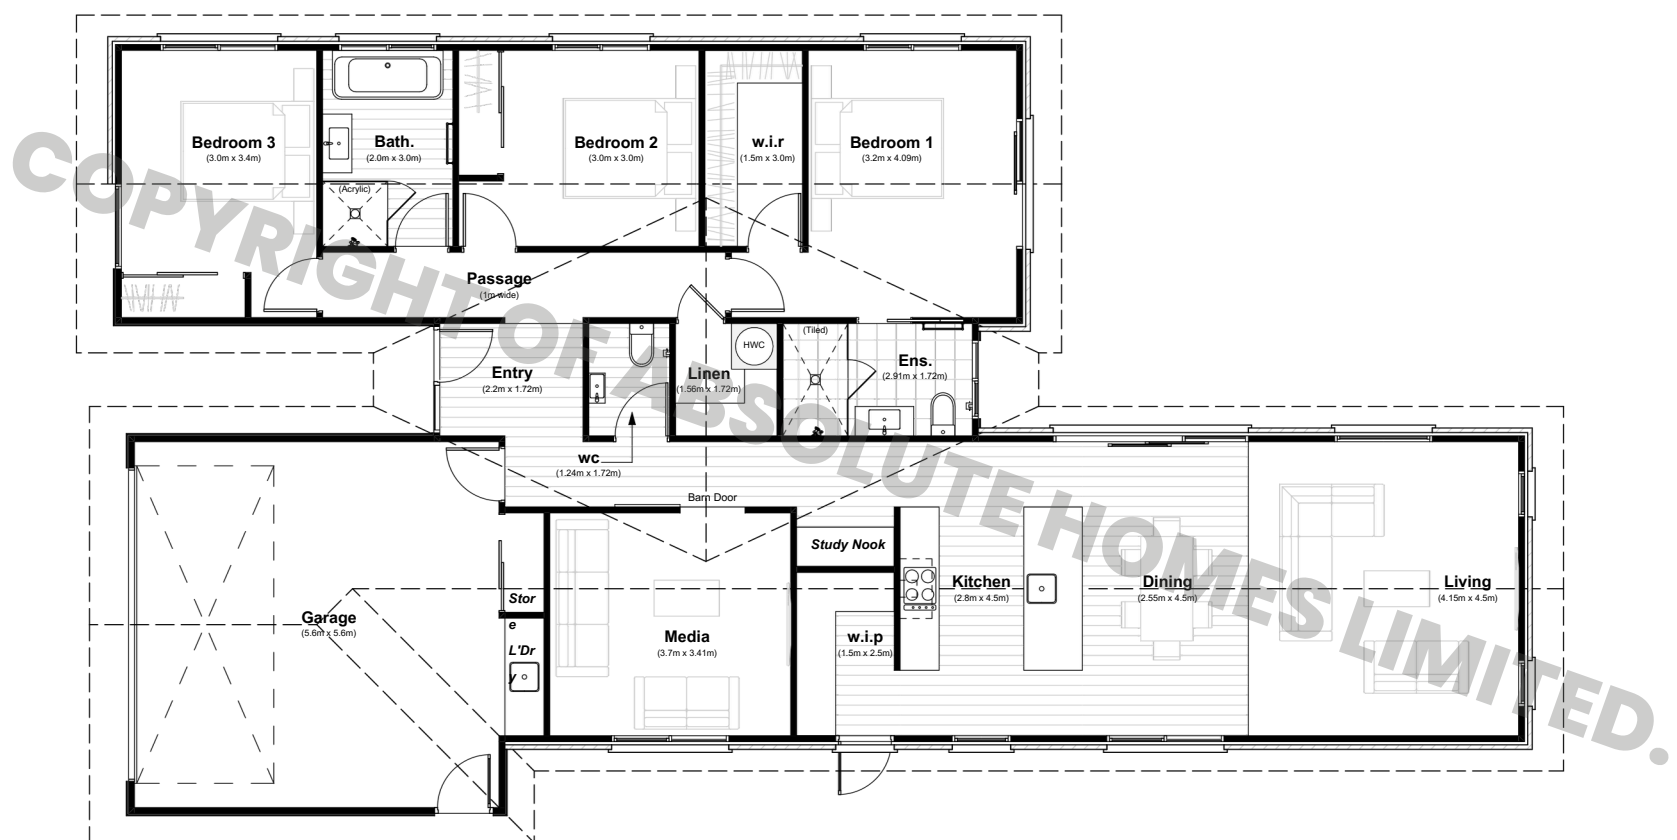 Bedroom 3
(3.0m x 3.4m)
Bath.
(2.0m x 3.0m)
(Acrylic)
Bedroom 2
(3.0m x 3.0m)
w.i.r
(1.5m x 3.0m)
Bedroom 1
(3.2m x 4.09m)
Passage
(1m wide)
Entry
(2.2m x 1.72m)
wc
(1.24m x 1.72m)
Linen
(1.56m x 1.72m)
HWC
(Tiled)
Ens.
(2.91m x 1.72m)
Barn Door
Garage
(5.6m x 5.6m)
Stor
e
L'Dr
y
Media
(3.7m x 3.41m)
Study Nook
w.i.p
(1.5m x 2.5m)
Kitchen
(2.8m x 4.5m)
Dining
(2.55m x 4.5m)
Living
(4.15m x 4.5m)
COPYRIGHT OF ABSOLUTE HOMES LIMITED.